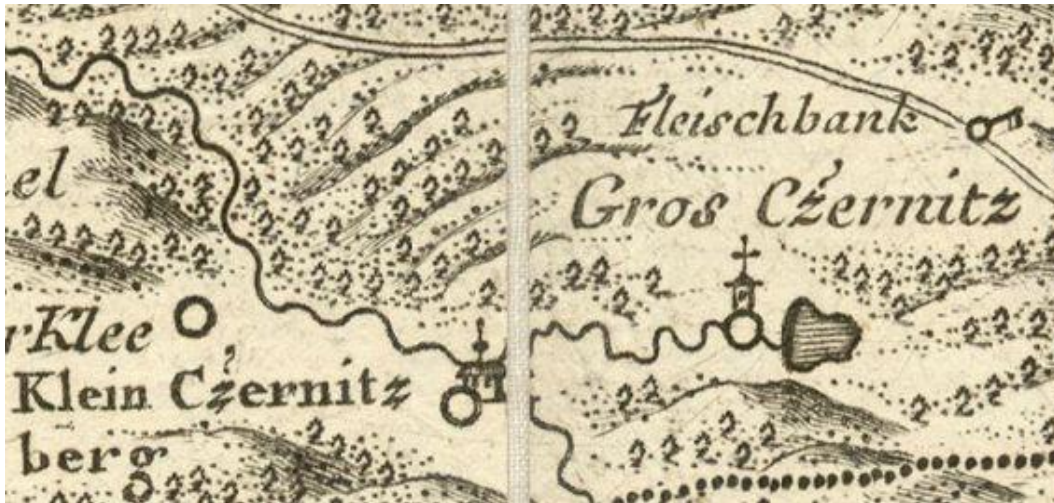 Fleischbank
el
Gros Czernitz
rKlee
Klein Czernitz
berg